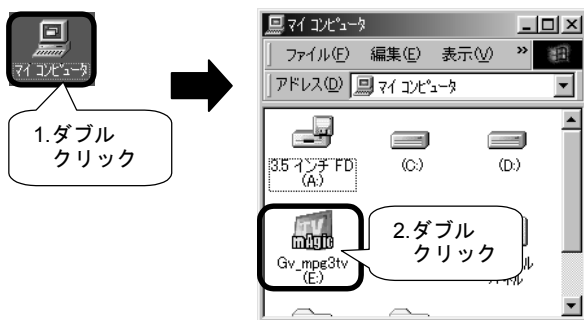 マイ コンピュータ
1.ダブル
クリック
マイ コンピュータ
ファイル(F) 編集(E) 表示(V) »
アドレス(D) マイ コンピュータ
3.5 インチ FD
(A:)
(C:)
(D:)
TV
mAgic
Gv_mpg3tv
(E:)
2.ダブル
クリック